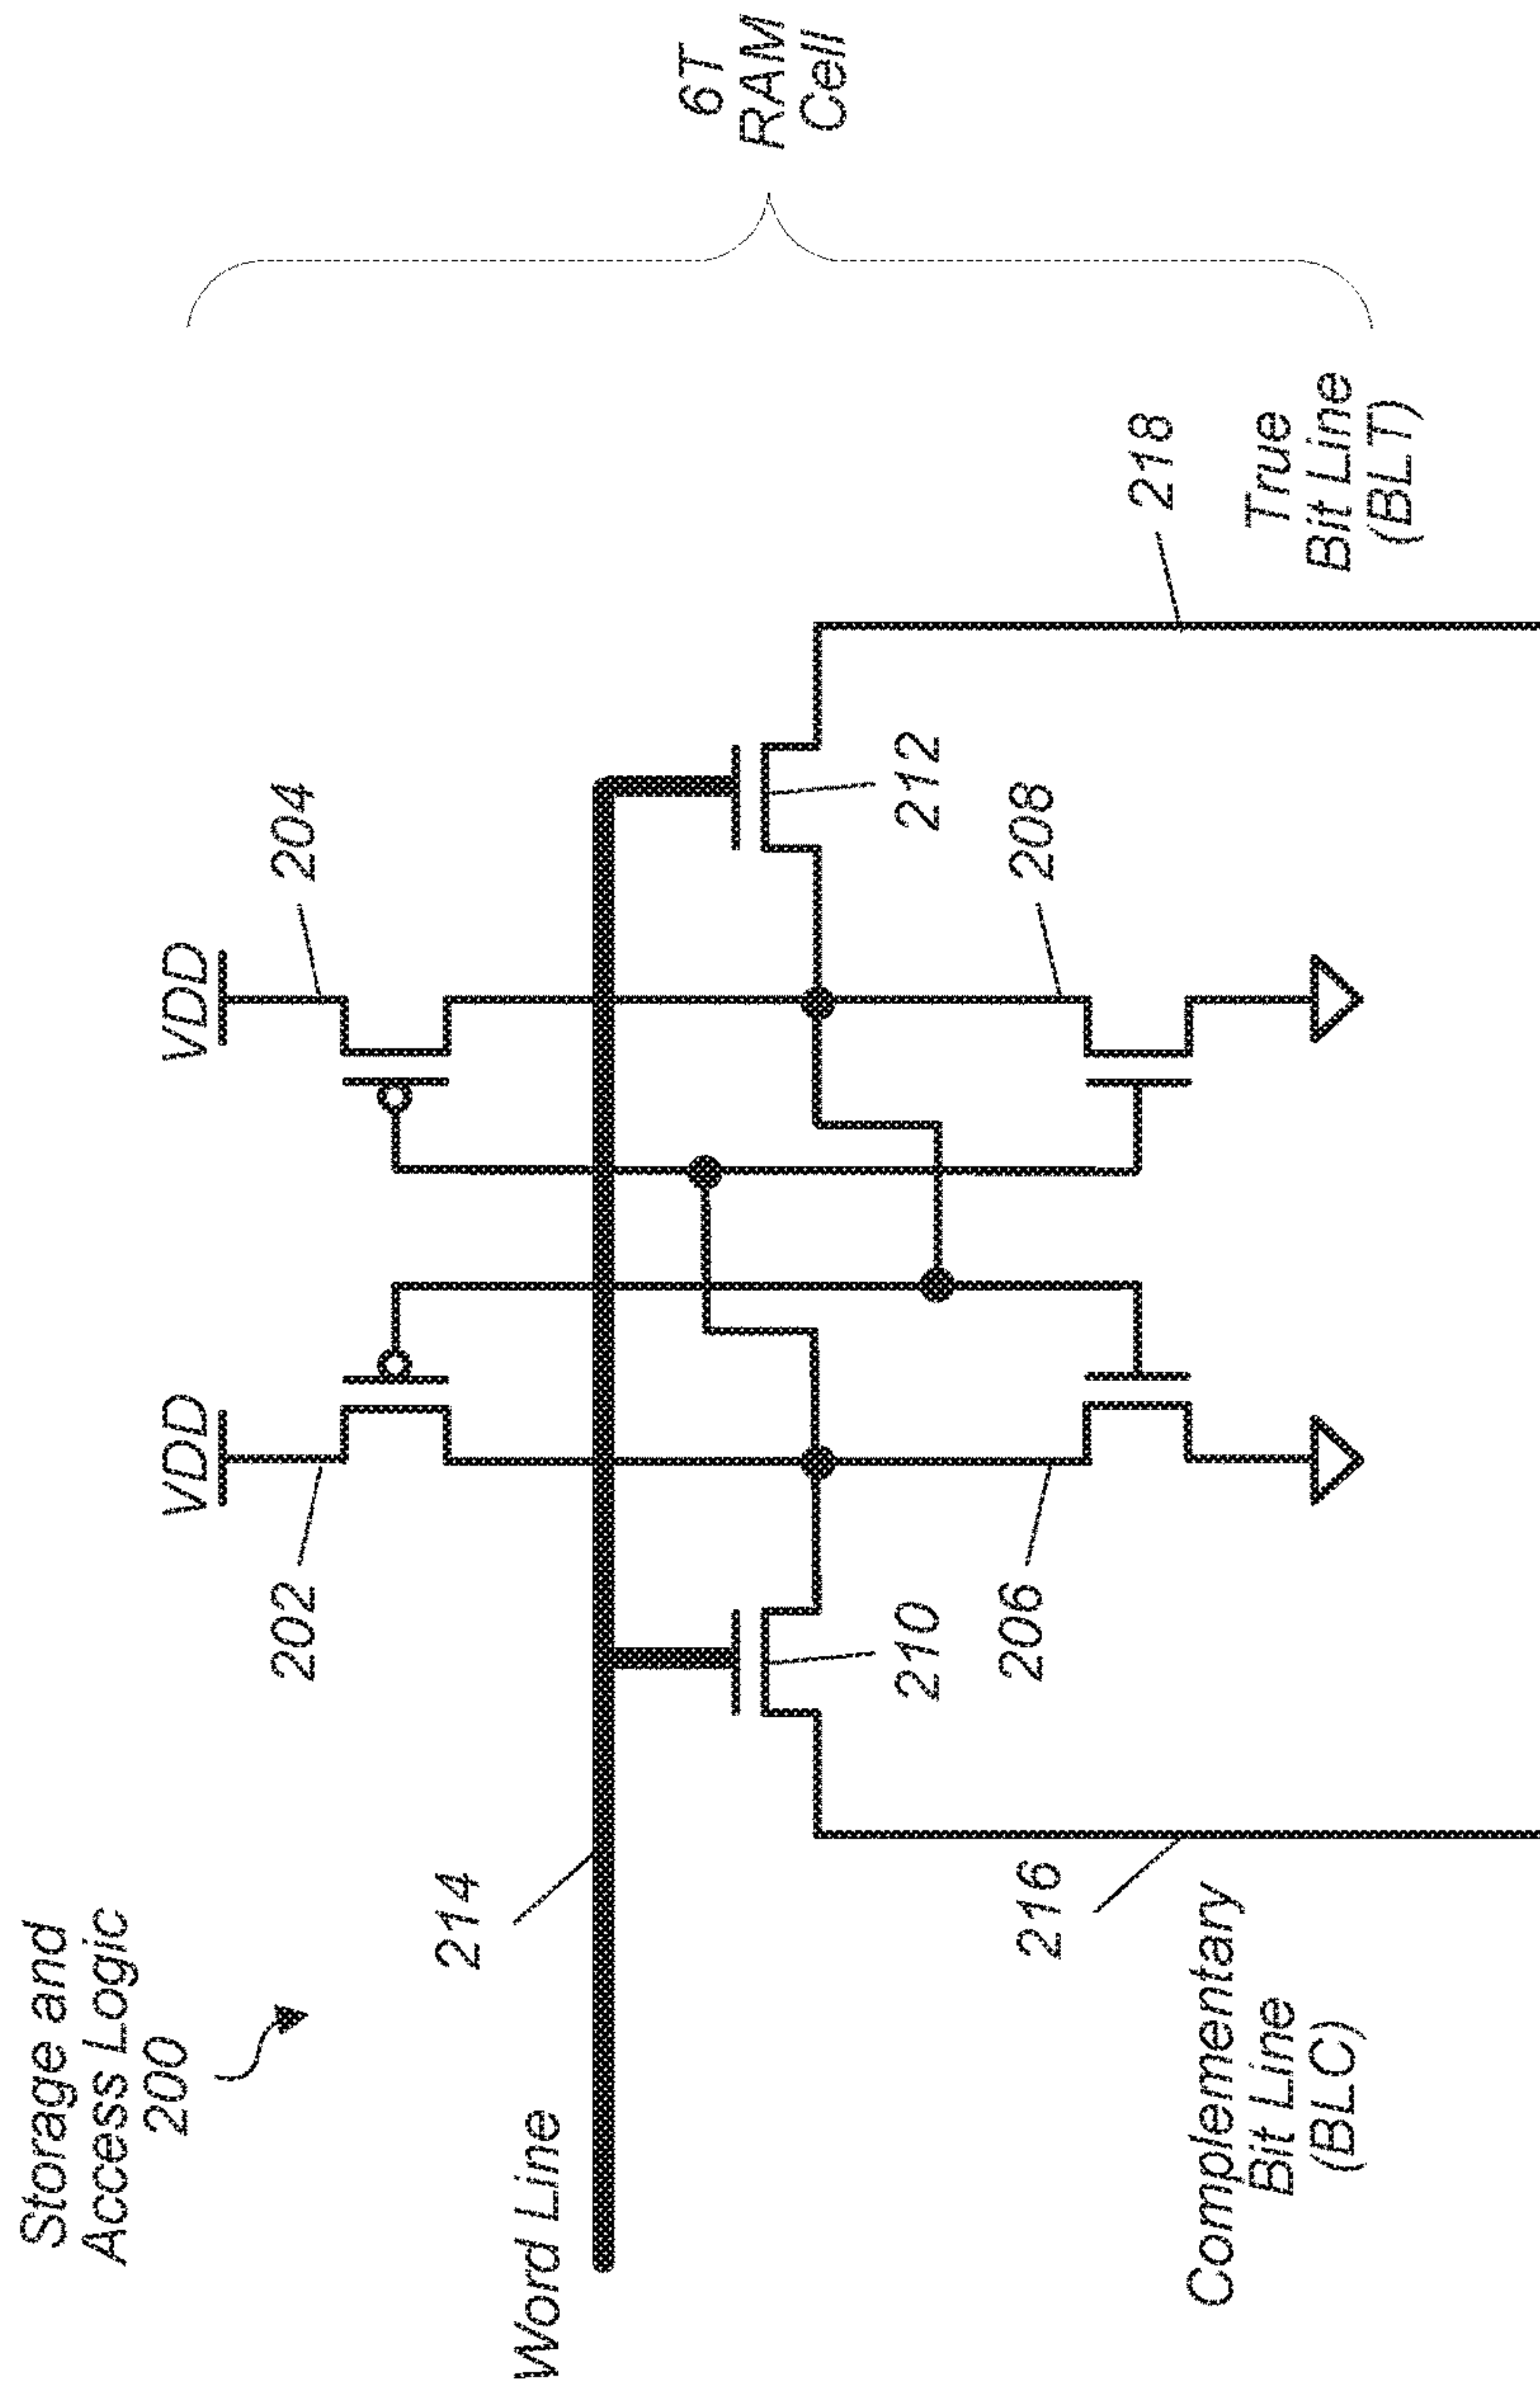 Storage and
Access Logic
200
VDD
VDD
202
204
6T
RAM
Cell
214
Word Line
210
212
206
208
216
218
Complementary
Bit Line
(BLC)
True
Bit Line
(BLT)